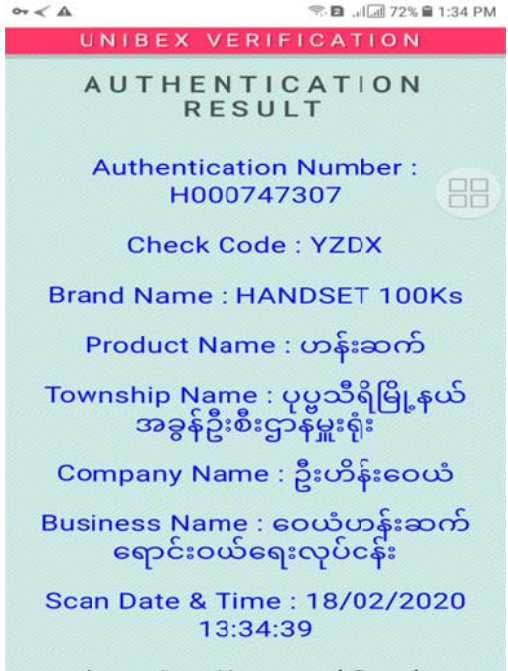 72% 1:34 PM
UNIBEX VERIFICATION
AUTHENTICATION
RESULT
Authentication Number :
H000747307
Check Code : YZDX
Brand Name : HANDSET 100Ks
Product Name : ဟန်းဆက်
Township Name : ပုဗ္ဗသီရိမြို့နယ်
အခွန်ဦးစီးဌာနမှူးရုံး
Company Name : ဦးဟိန်းဝေယံ
Business Name : ဝေယံဟန်းဆက်
ရောင်းဝယ်ရေးလုပ်ငန်း
Scan Date & Time : 18/02/2020
13:34:39